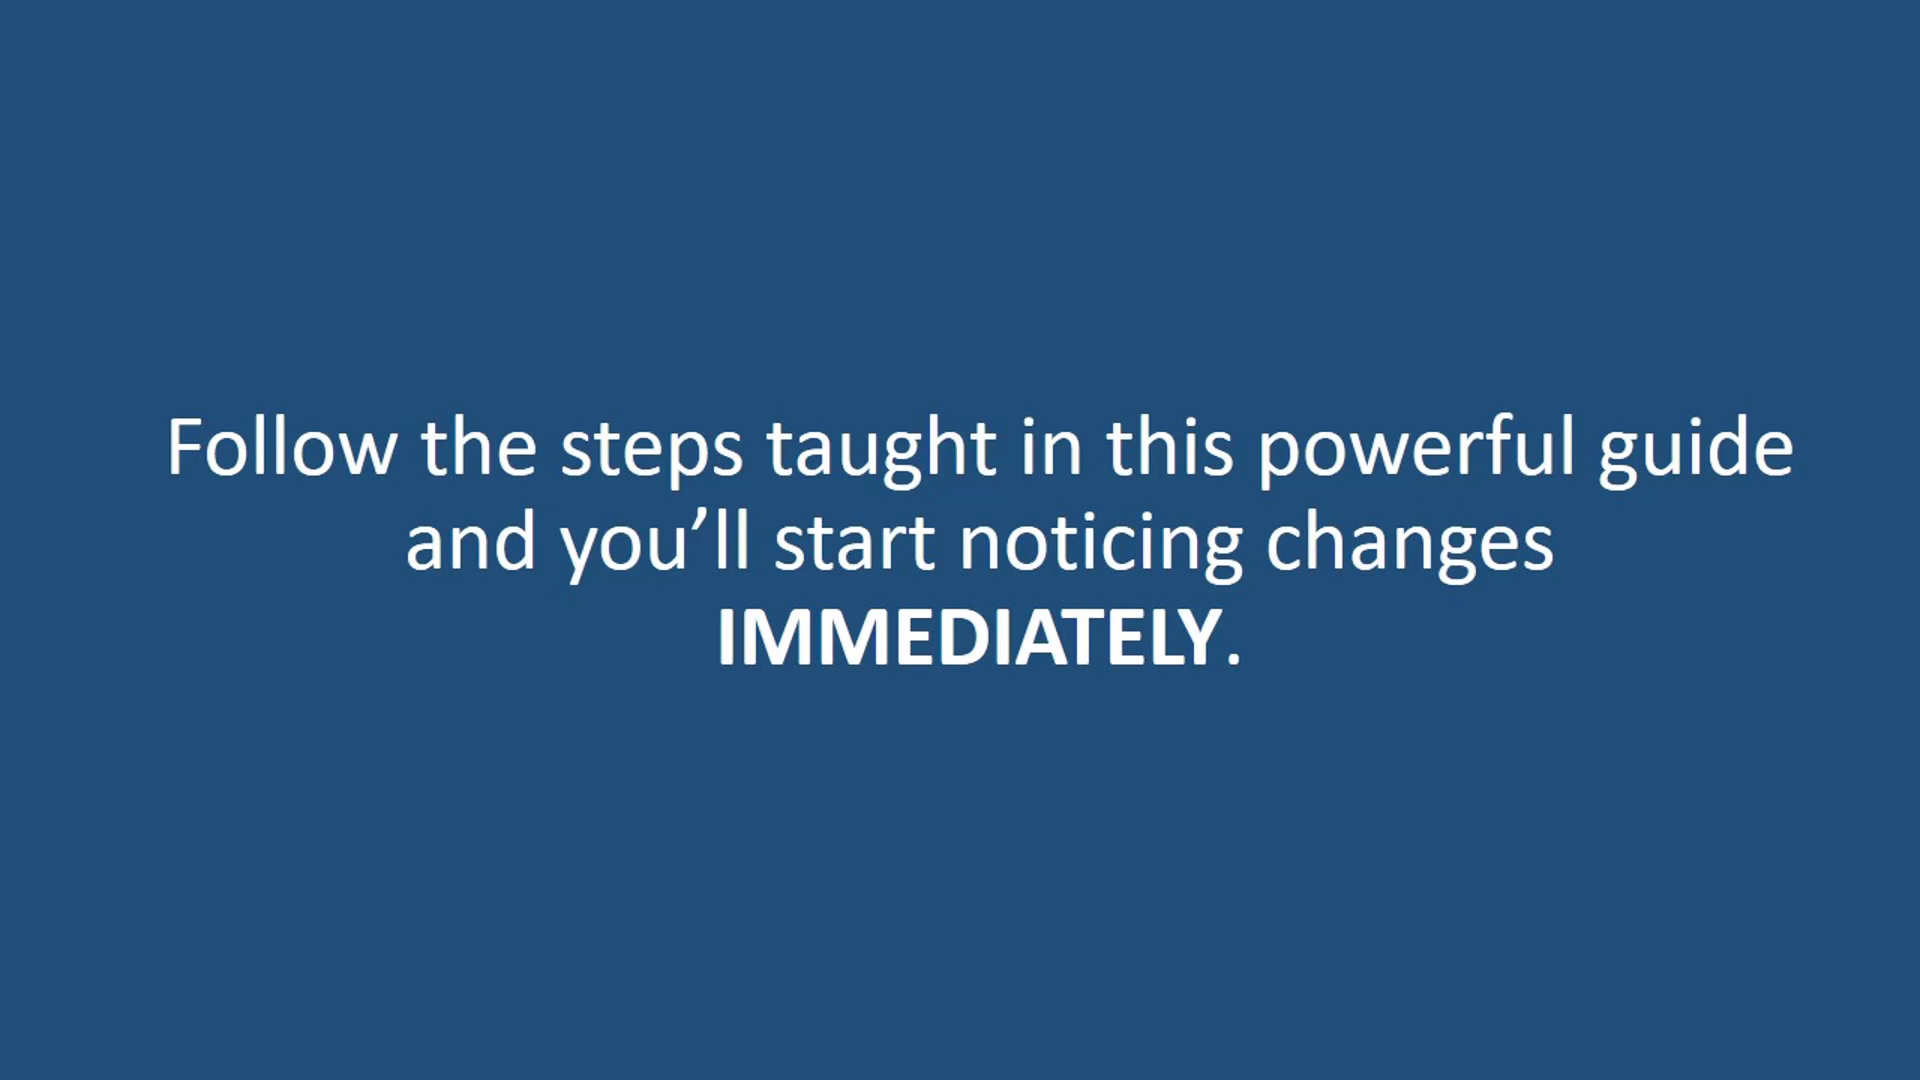 Follow the steps taught in this powerful guide
and you’ll start noticing changes
IMMEDIATELY.